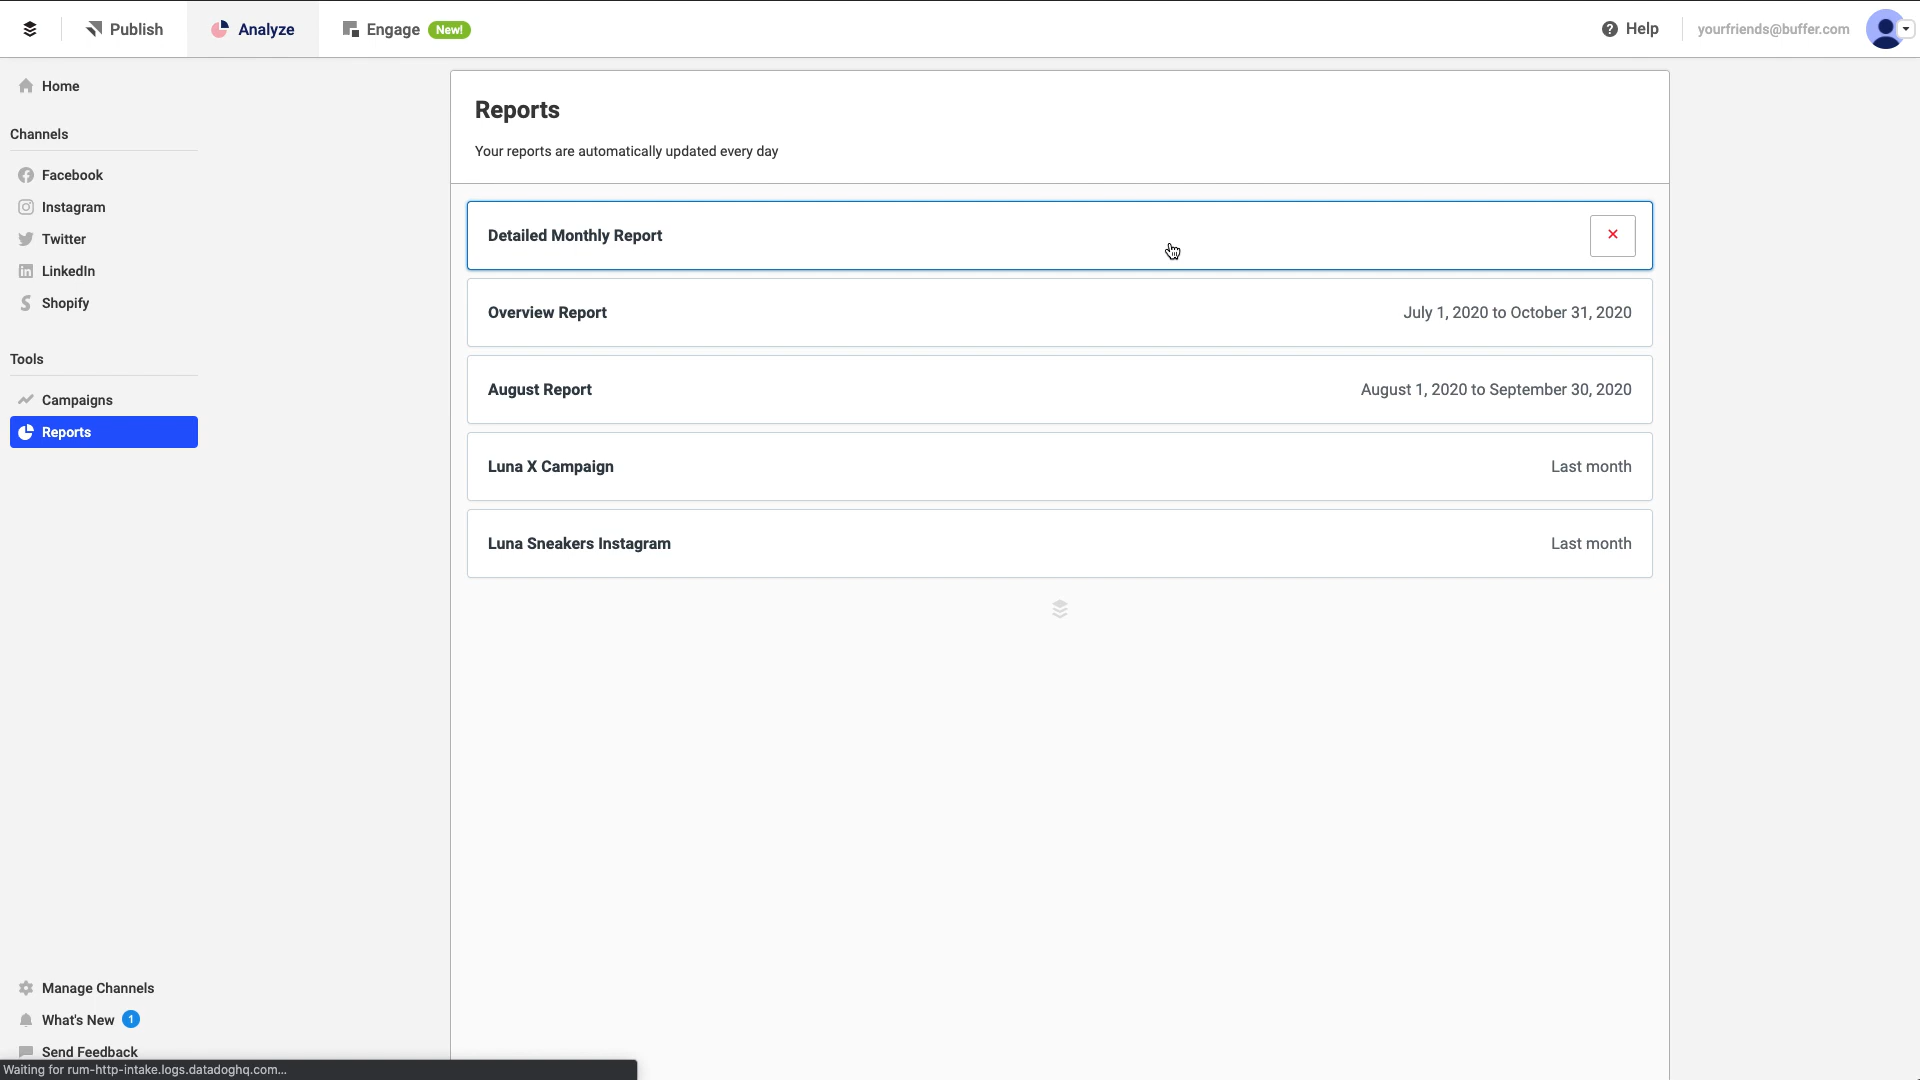 Publish
Analyze
Engage New!
Help
yourfriends@buffer.com
Home
Channels
Facebook
Instagram
Twitter
LinkedIn
Shopify
Tools
Campaigns
Reports
Manage Channels
What's New 1
Send Feedback
Reports
Your reports are automatically updated every day
Detailed Monthly Report
Overview Report July 1, 2020 to October 31, 2020
August Report August 1, 2020 to September 30, 2020
Luna X Campaign Last month
Luna Sneakers Instagram Last month
Waiting for rum-http-intake.logs.datadoghq.com...